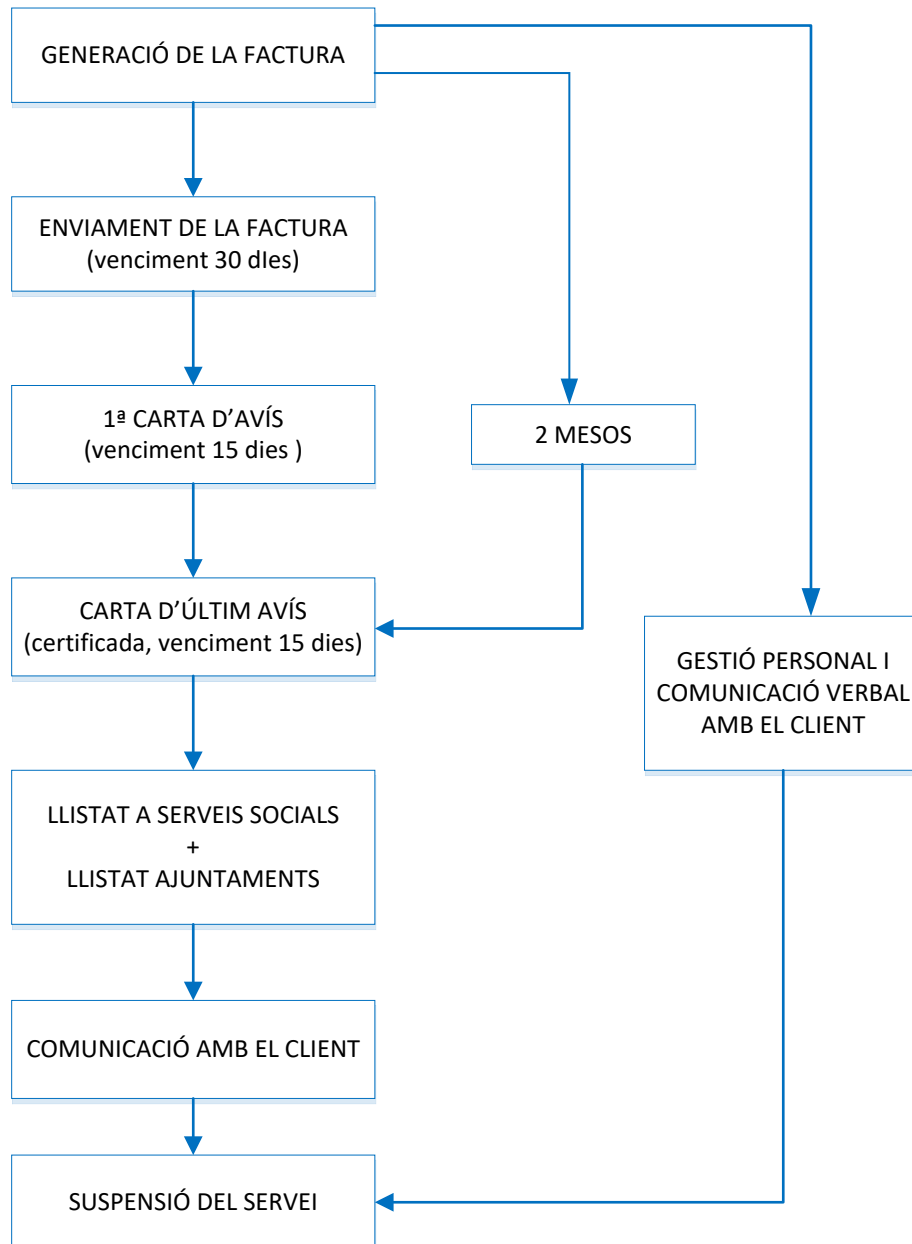 GENERACIÓ DE LA FACTURA
ENVIAMENT DE LA FACTURA
(venciment 30 dIes)
1ª CARTA D’AVÍS
(venciment 15 dies )
2 MESOS
CARTA D’ÚLTIM AVÍS
(certificada, venciment 15 dies)
GESTIÓ PERSONAL I
COMUNICACIÓ VERBAL
AMB EL CLIENT
LLISTAT A SERVEIS SOCIALS
+
LLISTAT AJUNTAMENTS
COMUNICACIÓ AMB EL CLIENT
SUSPENSIÓ DEL SERVEI